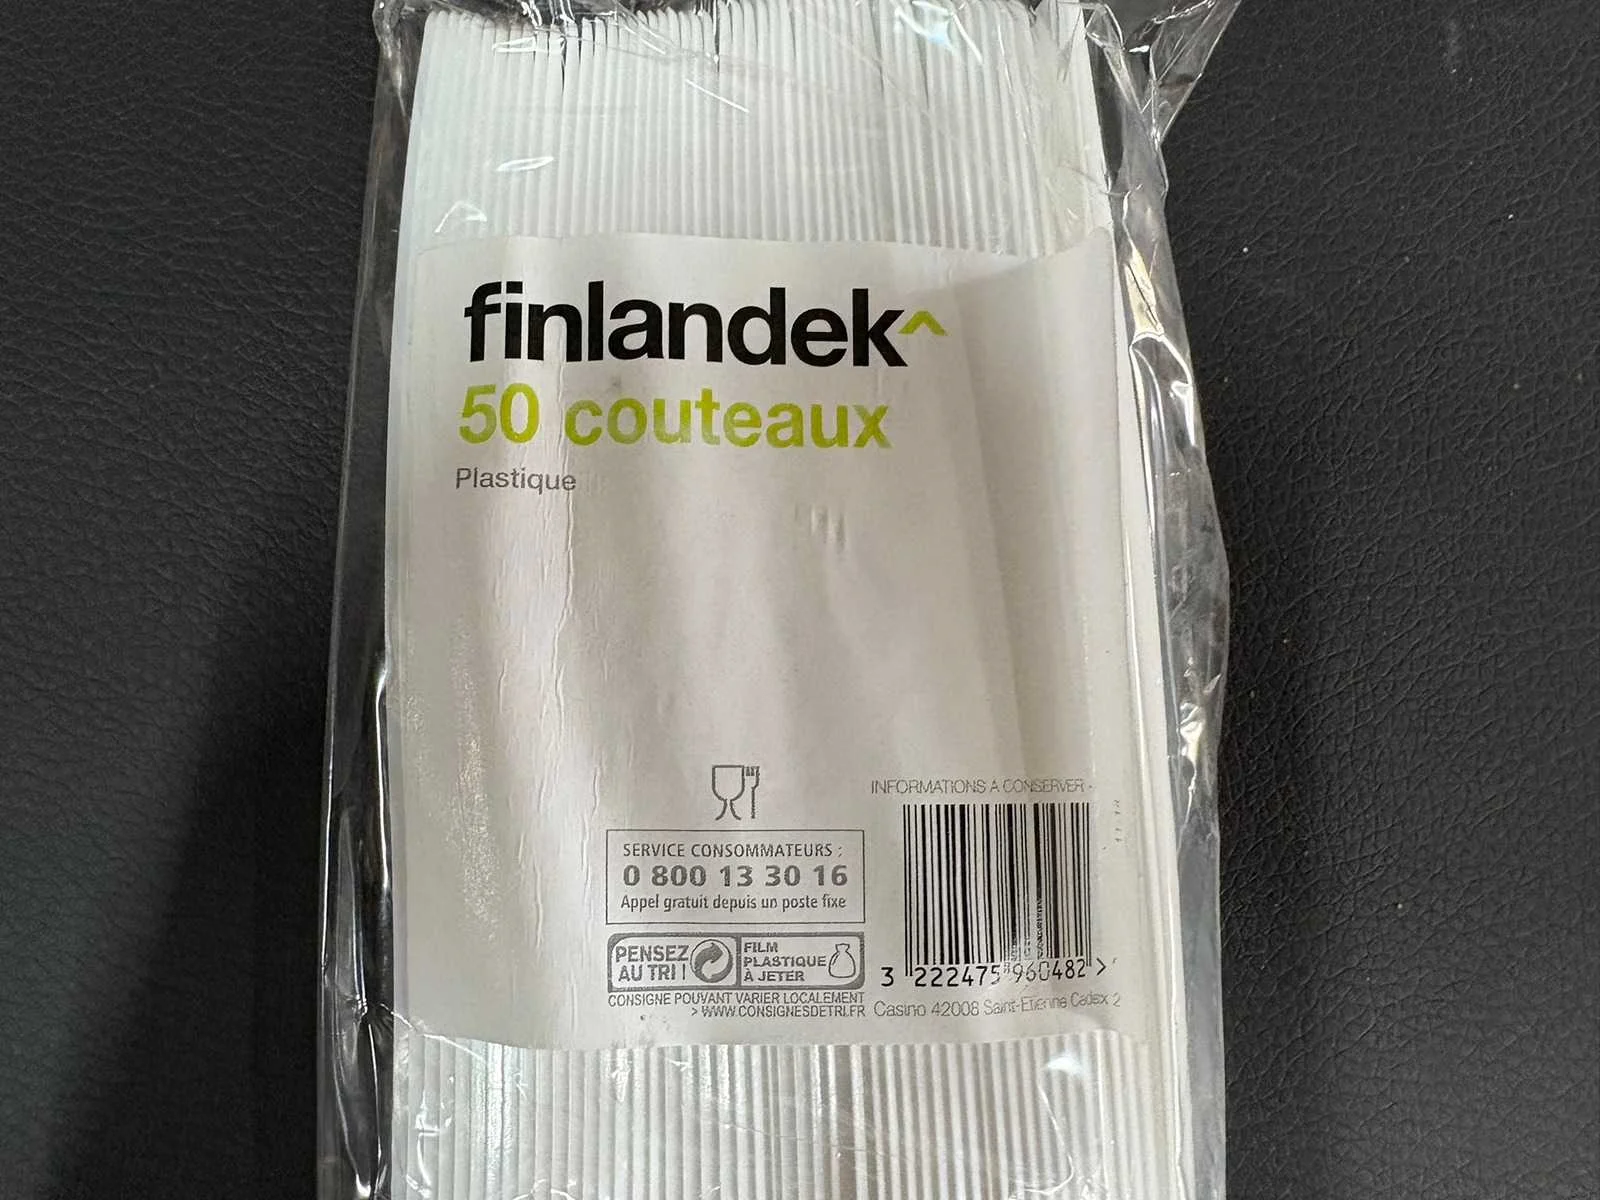 finlandek^
50 couteaux
Plastique
INFORMATIONS A CONSERVER -
SERVICE CONSOMMATEURS :
0 800 13 30 16
Appel gratuit depuis un poste fixe
PENSEZ
AU TRI !
FILM
PLASTIQUE
À JETER
CONSIGNE POUVANT VARIER LOCALEMENT
> WWW.CONSIGNESDETRI.FR
3 222475 960482 >
Casino 42008 Saint-Etienne Cedex 2